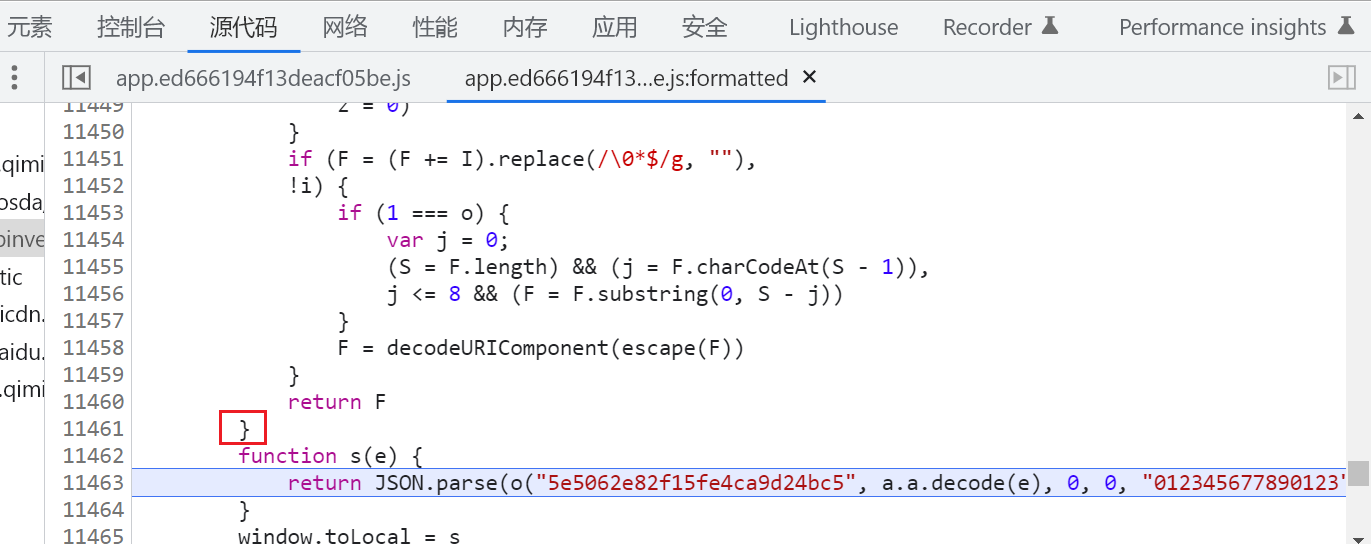 元素 控制台 源代码 网络 性能 内存 应用 安全 Lighthouse Recorder Performance insights
app.ed666194f13deacf05be.js app.ed666194f13...e.js:formatted ×
11449 z = 0)
11450 }
11451 if (F = (F += I).replace(/\0*$/g, ""),
.qimi
11452 !i) {
osda,
11453 if (1 === o) {
pinve
11454 var j = 0;
tic
11455 (S = F.length) && (j = F.charCodeAt(S - 1)),
11456 j <= 8 && (F = F.substring(0, S - j))
icdn.
11457 }
aidu.
11458 F = decodeURIComponent(escape(F))
.qimi
11459 }
11460 return F
11461 }
11462 function s(e) {
11463 return JSON.parse(o("5e5062e82f15fe4ca9d24bc5", a.a.decode(e), 0, 0, "012345677890123"
11464 }
11465 window.toLocal = s